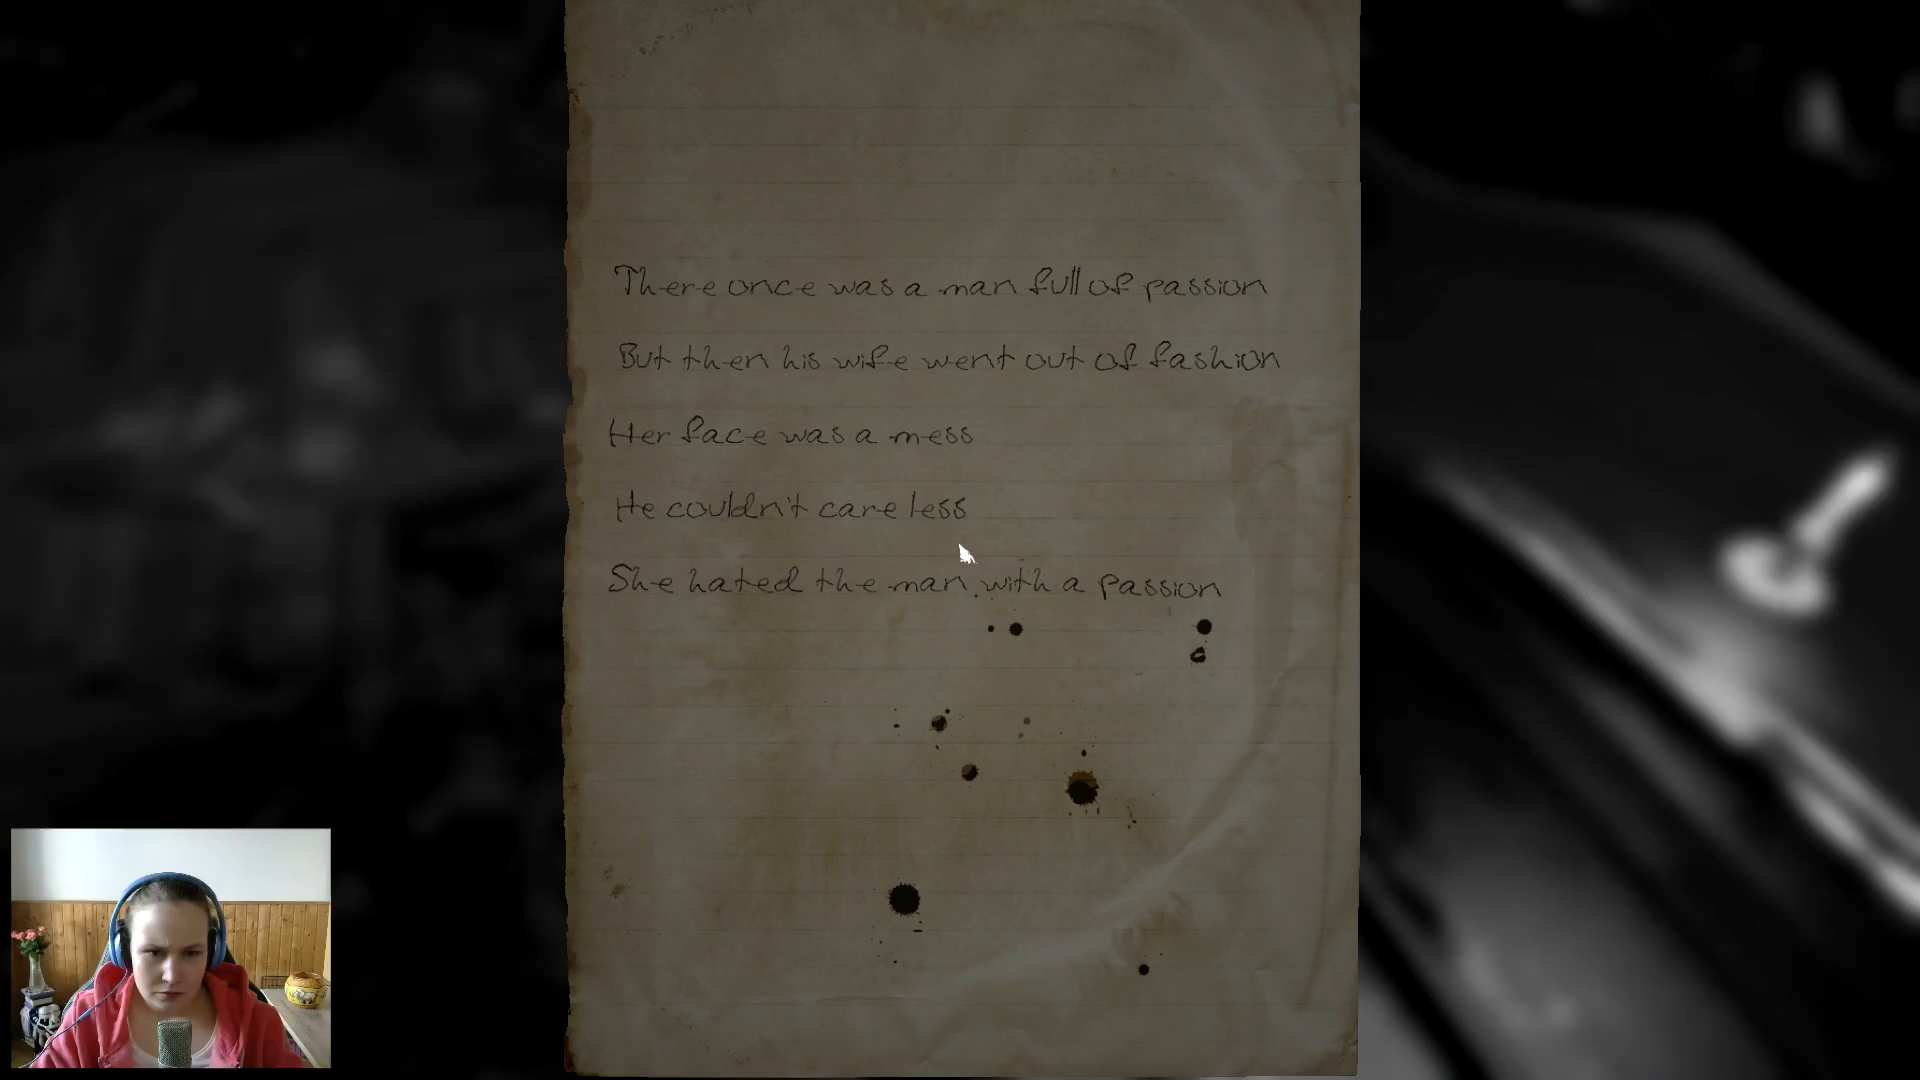 There once was a man full of passion
But then his wife went out of fashion
Her face was a mess
He couldn't care less
She hated the man with a passion